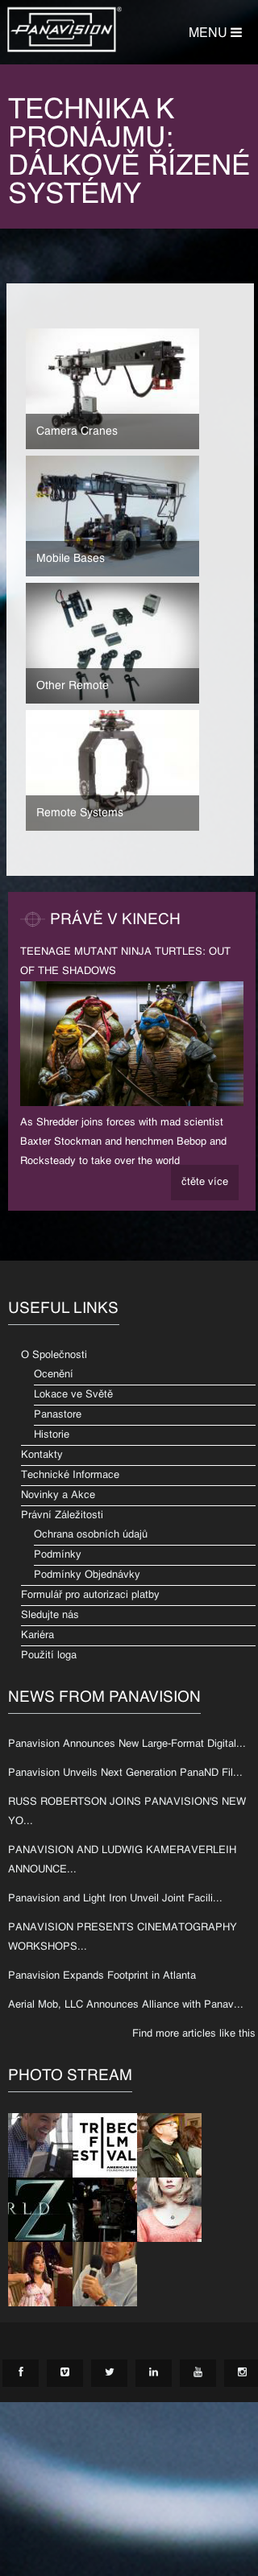 PANAVISION®
MENU
TECHNIKA K
PRONÁJMU:
DÁLKOVĚ ŘÍZENÉ
SYSTÉMY
Camera Cranes
Mobile Bases
Other Remote
Remote Systems
PRÁVĚ V KINECH
TEENAGE MUTANT NINJA TURTLES: OUT
OF THE SHADOWS
As Shredder joins forces with mad scientist
Baxter Stockman and henchmen Bebop and
Rocksteady to take over the world
čtěte více
USEFUL LINKS
O Společnosti
Ocenění
Lokace ve Světě
Panastore
Historie
Kontakty
Technické Informace
Novinky a Akce
Právní Záležitosti
Ochrana osobních údajů
Podmínky
Podmínky Objednávky
Formulář pro autorizaci platby
Sledujte nás
Kariéra
Použití loga
NEWS FROM PANAVISION
Panavision Announces New Large-Format Digital...
Panavision Unveils Next Generation PanaND Fil...
RUSS ROBERTSON JOINS PANAVISION'S NEW
YO...
PANAVISION AND LUDWIG KAMERAVERLEIH
ANNOUNCE...
Panavision and Light Iron Unveil Joint Facili...
PANAVISION PRESENTS CINEMATOGRAPHY
WORKSHOPS...
Panavision Expands Footprint in Atlanta
Aerial Mob, LLC Announces Alliance with Panav...
Find more articles like this
PHOTO STREAM
TRIBEC
FILM
ESTIVAL
RLD
Z